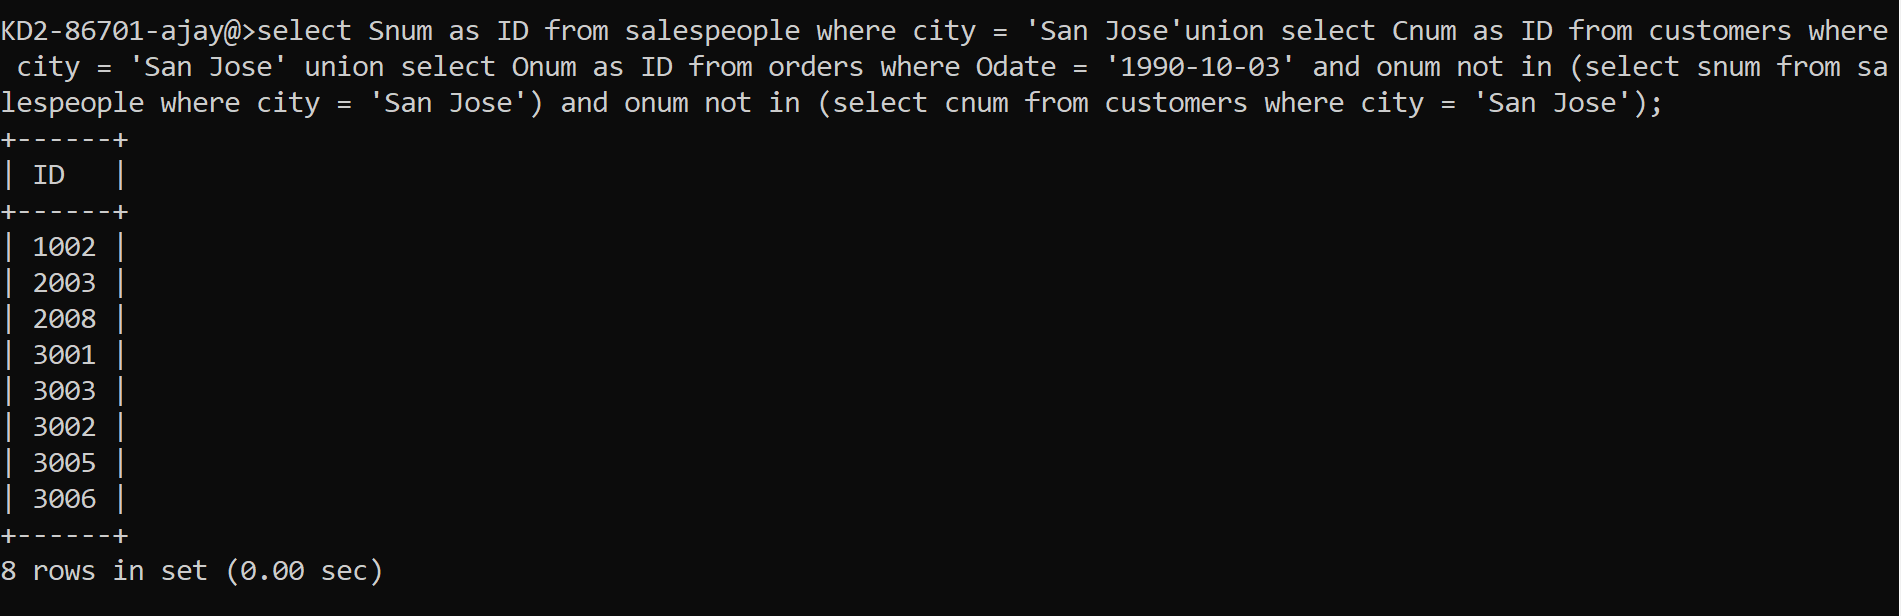 KD2-86701-ajay@>select Snum as ID from salespeople where city = 'San Jose'union select Cnum as ID from customers where
 city = 'San Jose' union select Onum as ID from orders where Odate = '1990-10-03' and onum not in (select snum from sa
lespeople where city = 'San Jose') and onum not in (select cnum from customers where city = 'San Jose');
+------+
| ID   |
+------+
| 1002 |
| 2003 |
| 2008 |
| 3001 |
| 3003 |
| 3002 |
| 3005 |
| 3006 |
+------+
8 rows in set (0.00 sec)